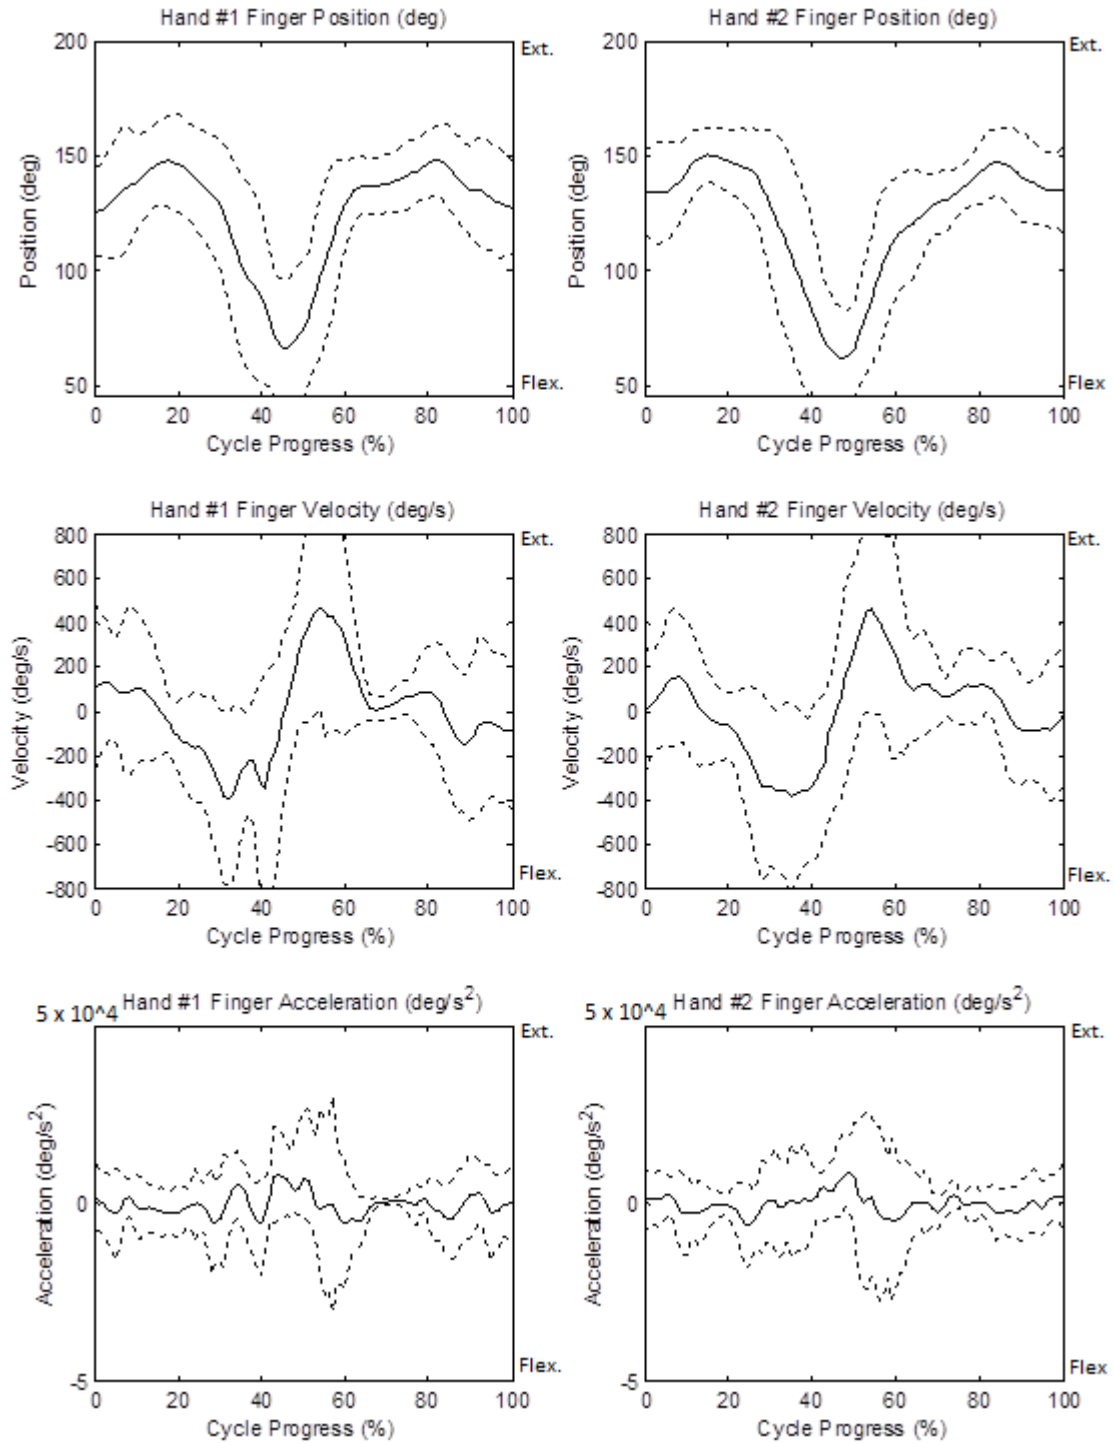 Hand #1 Finger Position (deg)
200
150
100
50
Position (deg)
0 20 40 60 80 100
Cycle Progress (%)
Ext.
Flex.
Hand #2 Finger Position (deg)
200
150
100
50
Position (deg)
0 20 40 60 80 100
Cycle Progress (%)
Ext.
Flex
Hand #1 Finger Velocity (deg/s)
800
600
400
200
0
-200
-400
-600
-800
Velocity (deg/s)
0 20 40 60 80 100
Cycle Progress (%)
Ext.
Flex.
Hand #2 Finger Velocity (deg/s)
800
600
400
200
0
-200
-400
-600
-800
Velocity (deg/s)
0 20 40 60 80 100
Cycle Progress (%)
Ext.
Flex.
Hand #1 Finger Acceleration (deg/s²)
5 x 10^4
0
-5
Acceleration (deg/s²)
0 20 40 60 80 100
Cycle Progress (%)
Ext.
Flex.
Hand #2 Finger Acceleration (deg/s²)
5 x 10^4
0
-5
Acceleration (deg/s²)
0 20 40 60 80 100
Cycle Progress (%)
Ext.
Flex